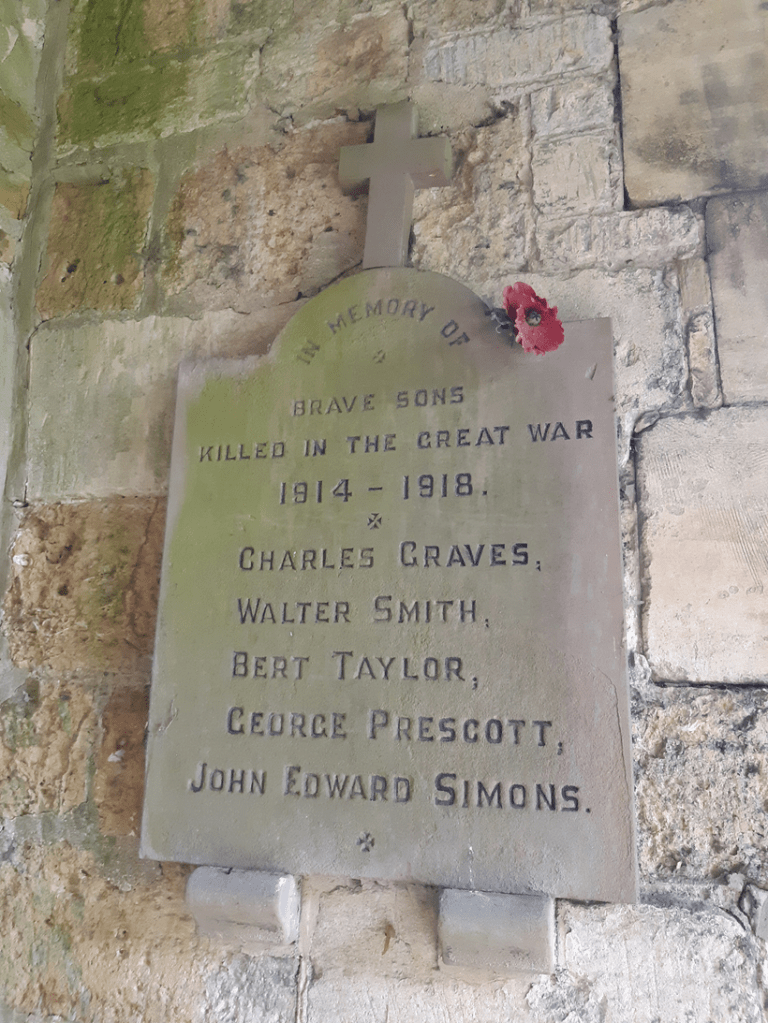 IN MEMORY OF
BRAVE SONS
KILLED IN THE GREAT WAR
1914 – 1918.
CHARLES GRAVES,
WALTER SMITH,
BERT TAYLOR,
GEORGE PRESCOTT,
JOHN EDWARD SIMONS.